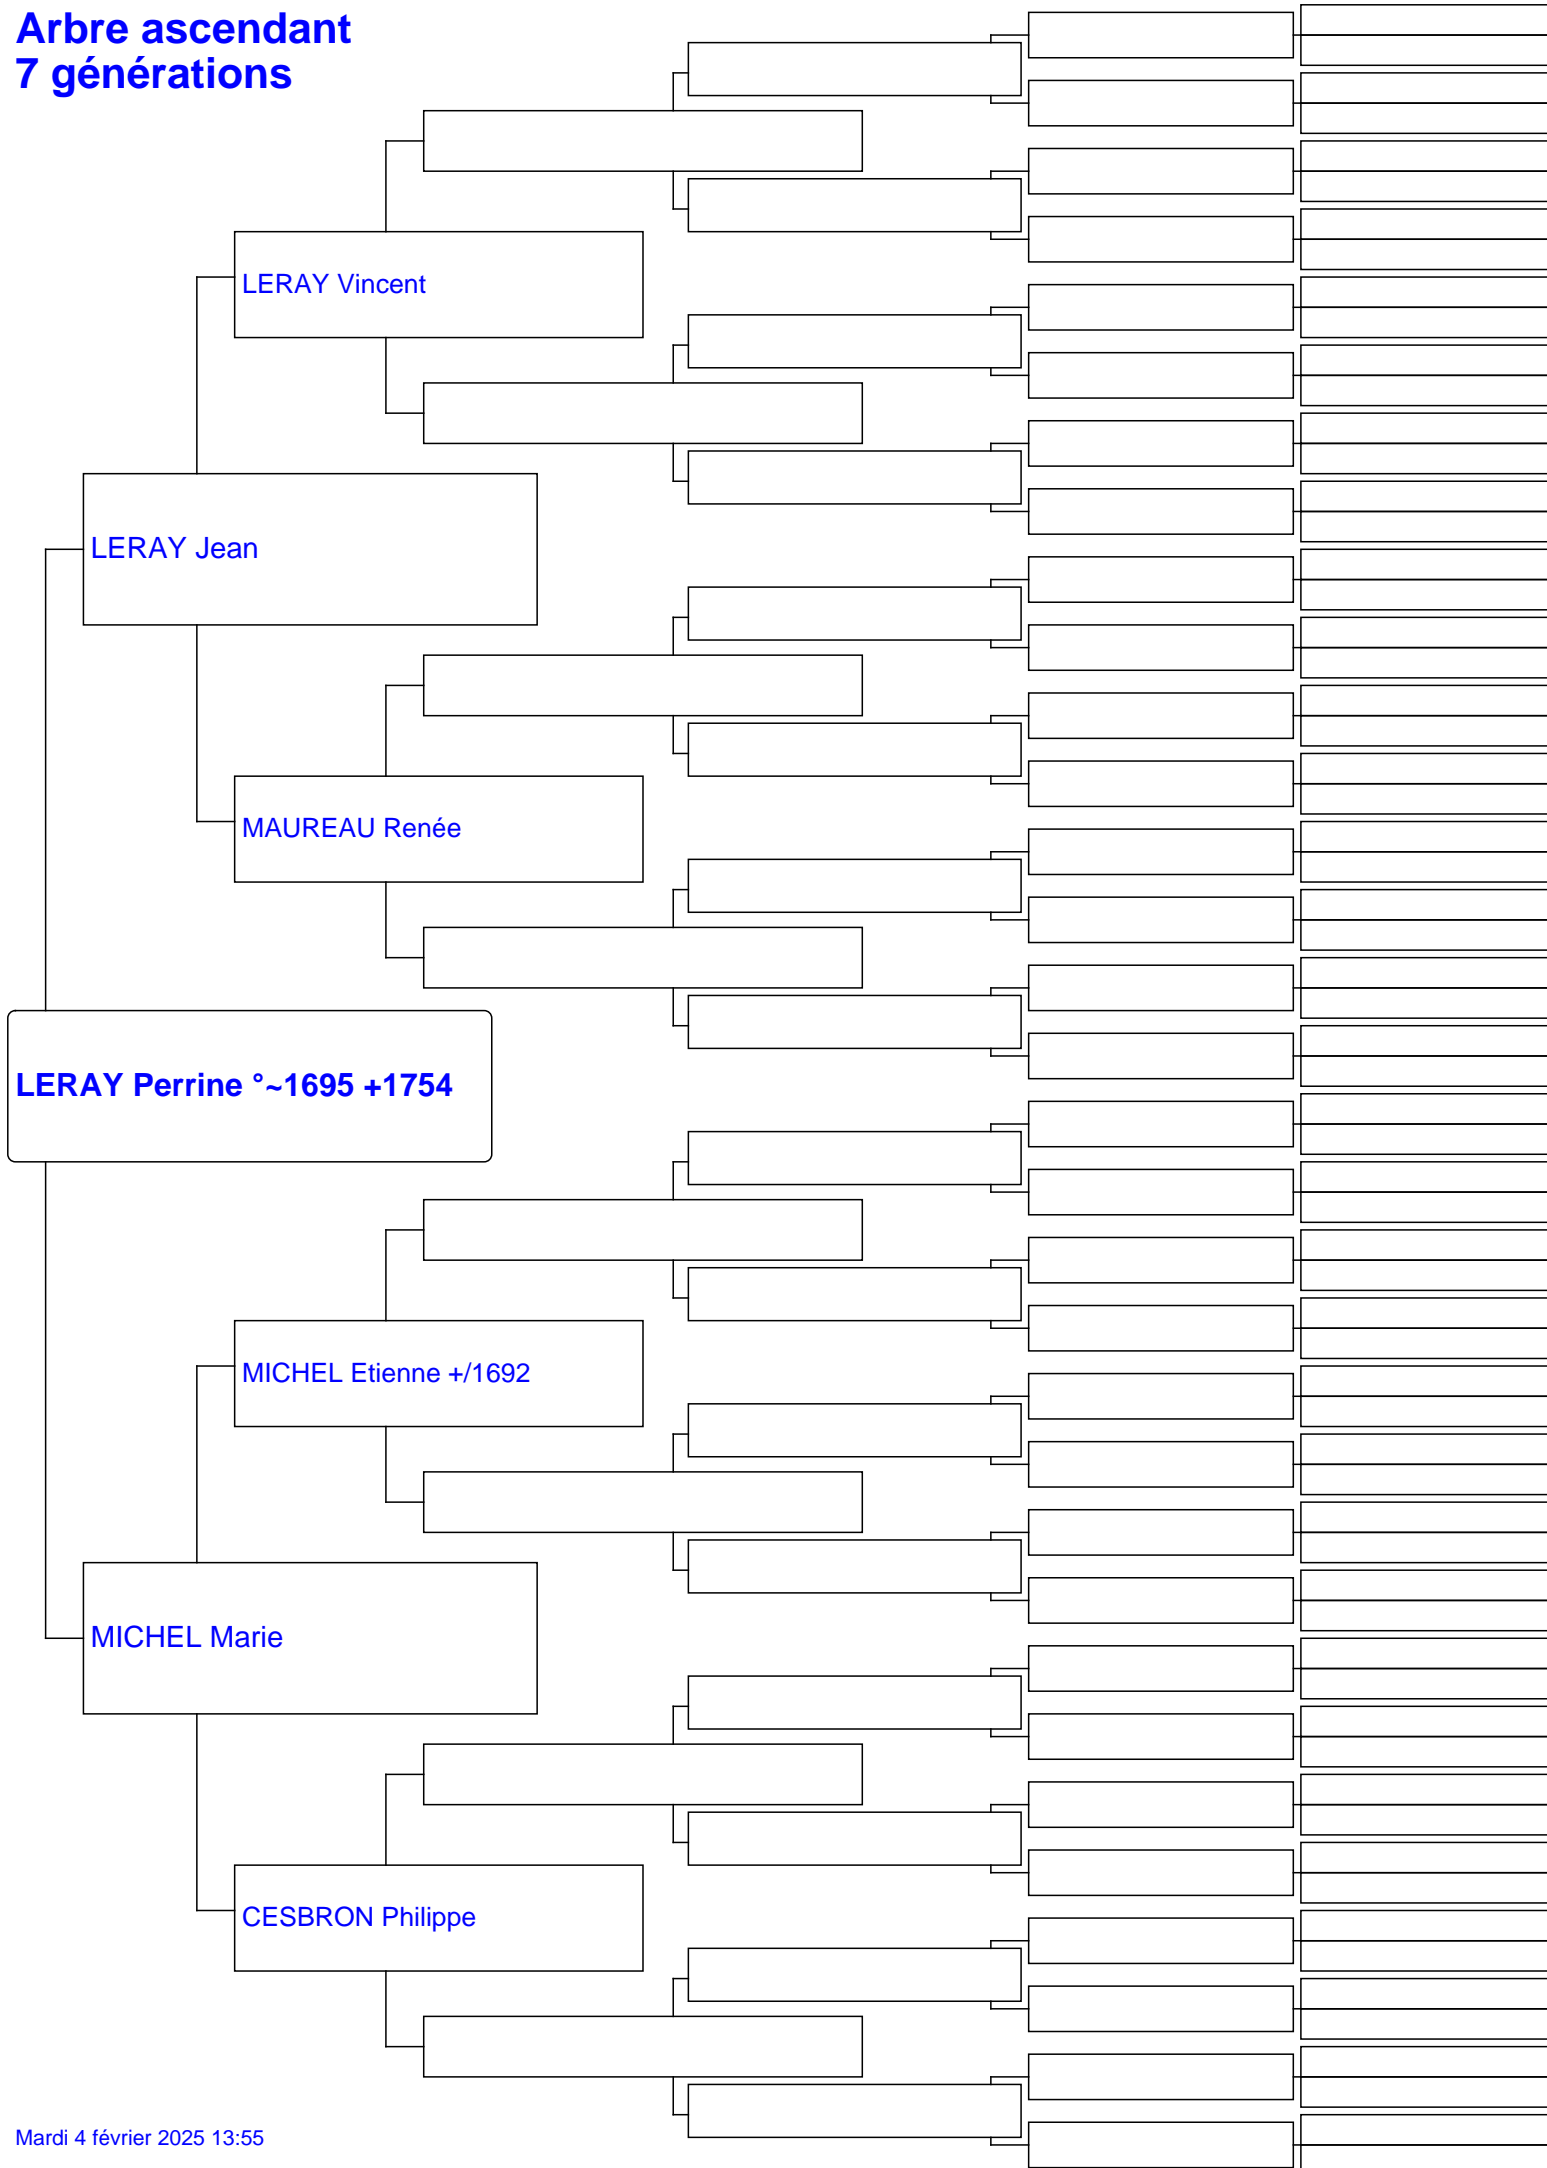 Arbre ascendant
7 générations
LERAY Vincent
LERAY Jean
MAUREAU Renée
LERAY Perrine °~1695 +1754
MICHEL Etienne +/1692
MICHEL Marie
CESBRON Philippe
Mardi 4 février 2025 13:55